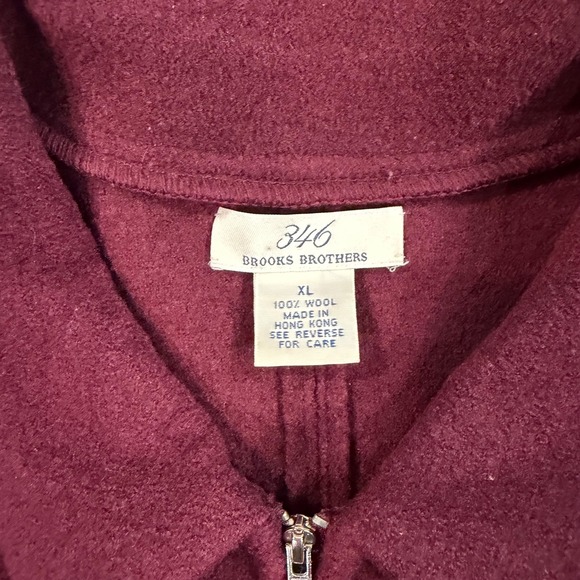 346
BROOKS BROTHERS
XL
100% WOOL
MADE IN
HONG KONG
SEE REVERSE
FOR CARE